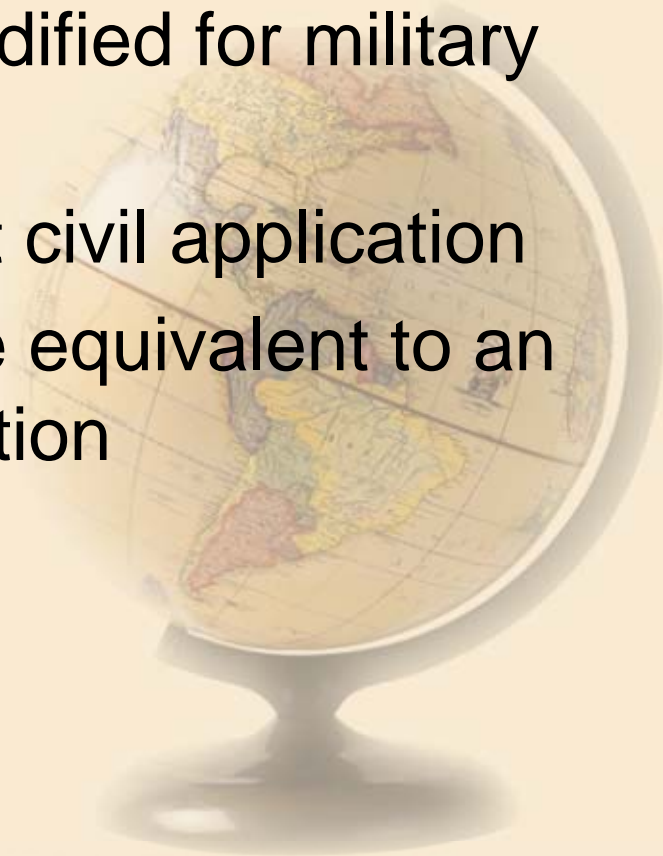 dified for military
t civil application
e equivalent to an
tion